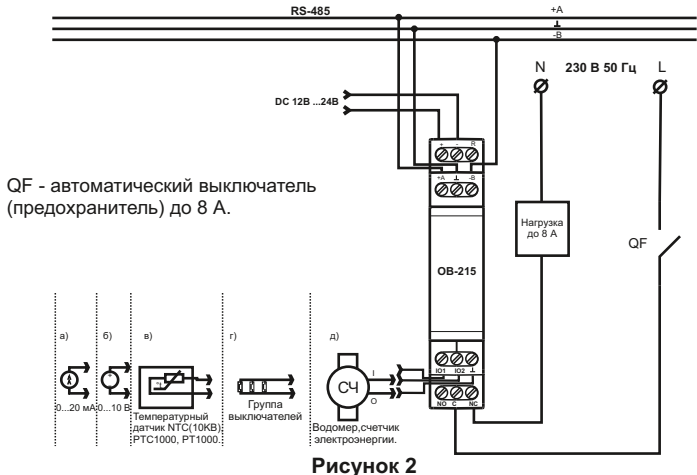 RS-485
+A
⊥
-B
N 230 В 50 Гц L
DC 12В ...24В
+ - R
+A ⊥ -B
QF - автоматический выключатель
(предохранитель) до 8 А.
Нагрузка
до 8 А
QF
ОВ-215
а) б) в) г) д)
IO1 IO2 ⊥
NO C NC
I
O
СЧ
+
t°
0...20 мА
0...10 В
Температурный
датчик NTC(10KB)
PTC1000, PT1000.
Группа
выключателей
Водомер,счетчик
электроэнергии.
Рисунок 2